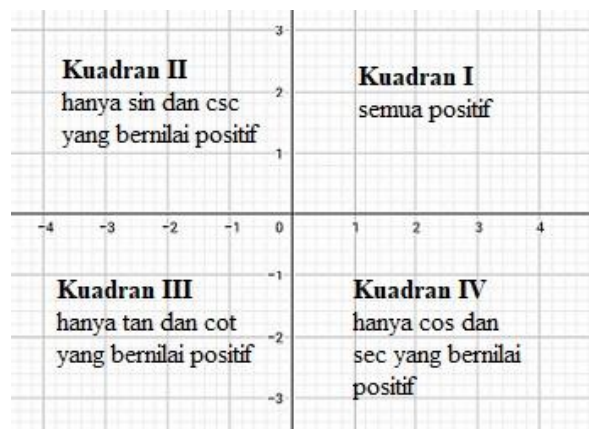 3
Kuadran II
hanya sin dan csc
yang bernilai positif
Kuadran I
semua positif
2
1
-4 -3 -2 -1 0 1 2 3 4
-1
Kuadran III
hanya tan dan cot
yang bernilai positif
Kuadran IV
hanya cos dan
sec yang bernilai
positif
-2
-3